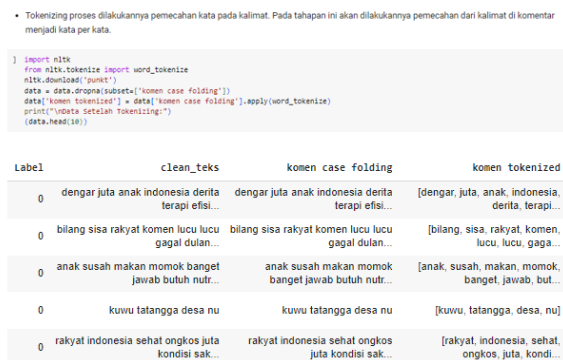 • Tokenizing proses dilakukannya pemecahan kata pada kalimat. Pada tahapan ini akan dilakukannya pemecahan dari kalimat di komentar
menjadi kata per kata.
] import nltk
from nltk.tokenize import word_tokenize
nltk.download('punkt')
data = data.dropna(subset=['komen case folding'])
data['komen tokenized'] = data['komen case folding'].apply(word_tokenize)
print("\nData Setelah Tokenizing:")
(data.head(10))
Label clean_teks komen case folding komen tokenized
0 dengar juta anak indonesia derita dengar juta anak indonesia derita [dengar, juta, anak, indonesia,
terapi efisi... terapi efisi... derita, terapi...
0 bilang sisa rakyat komen lucu lucu bilang sisa rakyat komen lucu lucu [bilang, sisa, rakyat, komen,
gagal dulan... gagal dulan... lucu, lucu, gaga...
0 anak susah makan momok banget anak susah makan momok [anak, susah, makan, momok,
jawab butuh nutr... banget jawab butuh nutr... banget, jawab, but...
0 kuwu tatangga desa nu kuwu tatangga desa nu [kuwu, tatangga, desa, nu]
0 rakyat indonesia sehat ongkos juta rakyat indonesia sehat ongkos [rakyat, indonesia, sehat,
kondisi sak... juta kondisi sak... ongkos, juta, kondi...